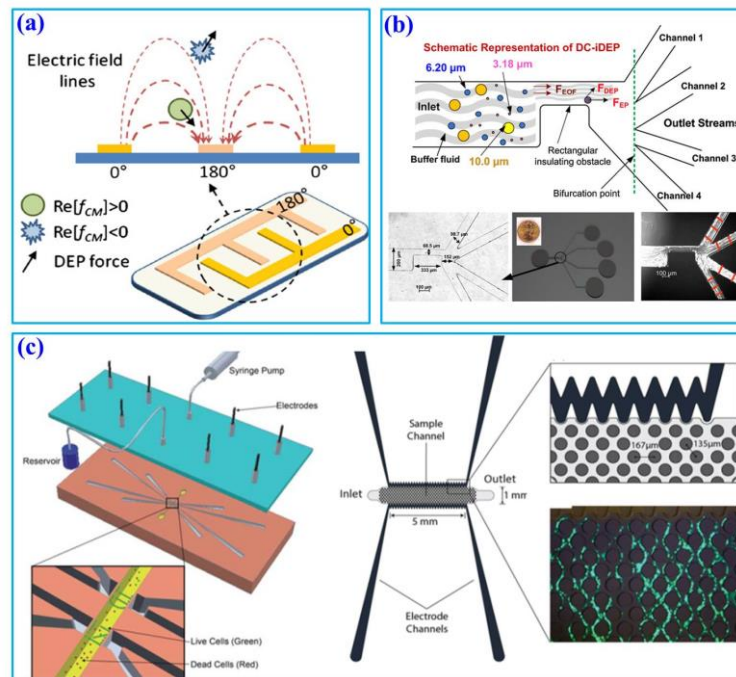 (a)
Electric field
lines
0°
180°
0°
Re[fCM]>0
Re[fCM]<0
DEP force
180°
0°
(b)
Schematic Representation of DC-iDEP
6.20 µm
3.18 µm
Inlet
Buffer fluid
10.0 µm
FEOF
FDEP
FEP
Rectangular
insulating
obstacle
Bifurcation
point
Channel 1
Channel 2
Outlet Streams
Channel 3
Channel 4
100 µm
(c)
Syringe Pump
Electrodes
Reservoir
Live Cells (Green)
Dead Cells (Red)
Sample
Channel
Inlet
Outlet
1 mm
5 mm
Electrode
Channels
167µm
135µm